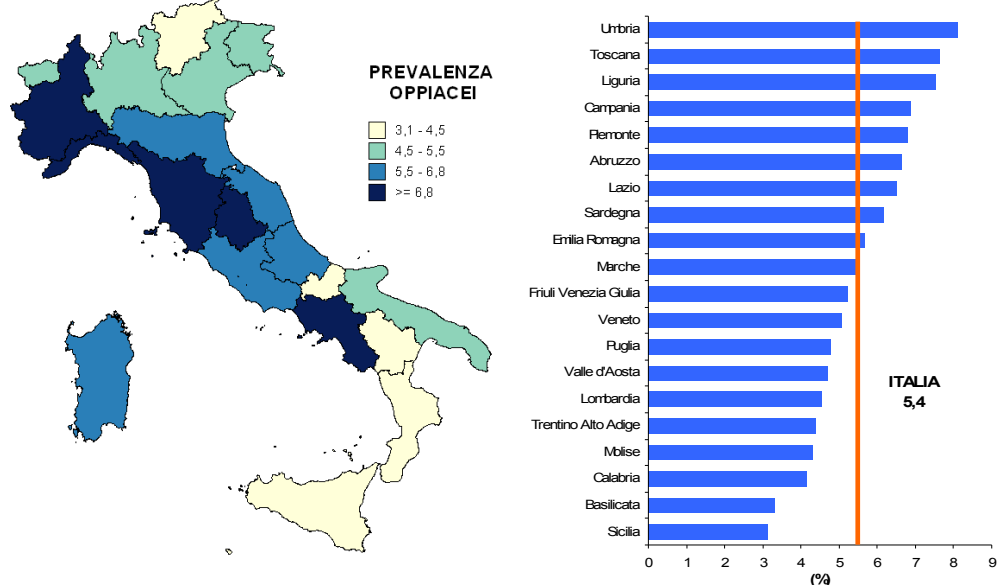 PREVALENZA
OPPIACEI
3,1 - 4,5
4,5 - 5,5
5,5 - 6,8
>= 6,8
Umbria
Toscana
Liguria
Campania
Piemonte
Abruzzo
Lazio
Sardegna
Emilia Romagna
Marche
Friuli Venezia Giulia
Veneto
Puglia
Valle d'Aosta
Lombardia
Trentino Alto Adige
Molise
Calabria
Basilicata
Sicilia
ITALIA
5,4
0 1 2 3 4 5 6 7 8 9
(%)